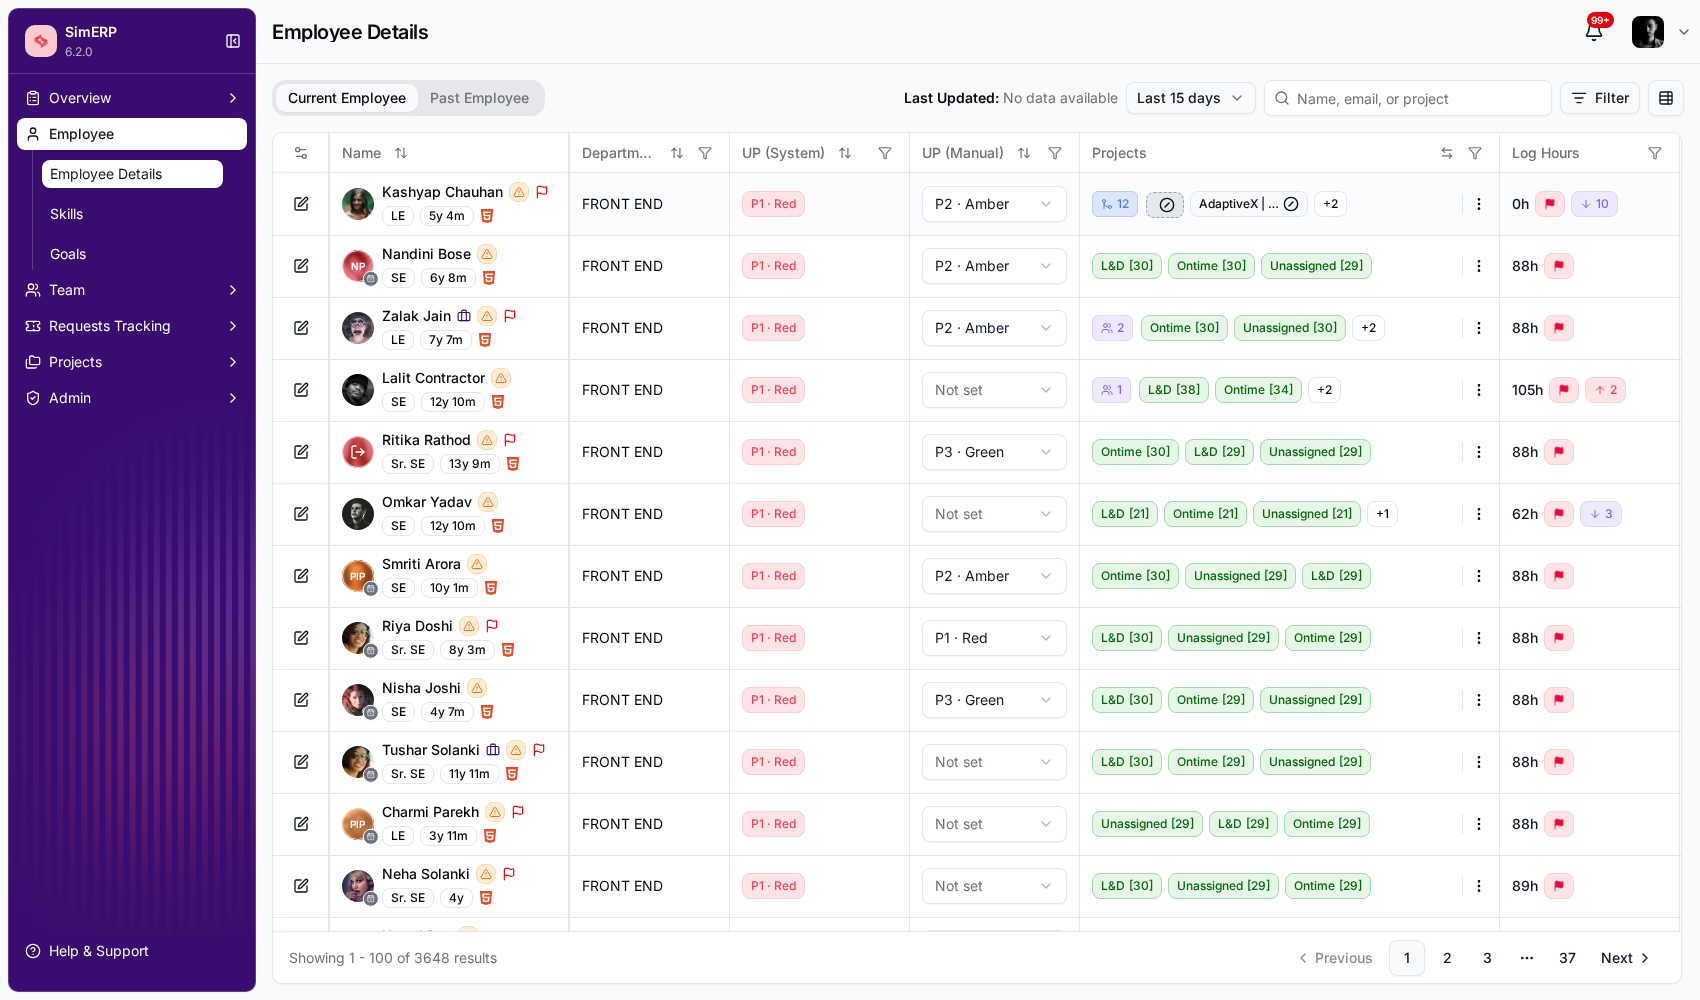 SimERP
6.2.0
Overview
Employee
Employee Details
Skills
Goals
Team
Requests Tracking
Projects
Admin
Help & Support
Employee Details
99+
Current Employee
Past Employee
Last Updated: No data available
Last 15 days
Name, email, or project
Filter
Name
Departm...
UP (System)
UP (Manual)
Projects
Log Hours
Kashyap Chauhan
LE 5y 4m
FRONT END
P1 · Red
P2 · Amber
12 AdaptiveX | ... +2
0h 10
Nandini Bose
NP
SE 6y 8m
FRONT END
P1 · Red
P2 · Amber
L&D [30] Ontime [30] Unassigned [29]
88h
Zalak Jain
LE 7y 7m
FRONT END
P1 · Red
P2 · Amber
2 Ontime [30] Unassigned [30] +2
88h
Lalit Contractor
SE 12y 10m
FRONT END
P1 · Red
Not set
1 L&D [38] Ontime [34] +2
105h 2
Ritika Rathod
Sr. SE 13y 9m
FRONT END
P1 · Red
P3 · Green
Ontime [30] L&D [29] Unassigned [29]
88h
Omkar Yadav
SE 12y 10m
FRONT END
P1 · Red
Not set
L&D [21] Ontime [21] Unassigned [21] +1
62h 3
Smriti Arora
PIP
SE 10y 1m
FRONT END
P1 · Red
P2 · Amber
Ontime [30] Unassigned [29] L&D [29]
88h
Riya Doshi
Sr. SE 8y 3m
FRONT END
P1 · Red
P1 · Red
L&D [30] Unassigned [29] Ontime [29]
88h
Nisha Joshi
SE 4y 7m
FRONT END
P1 · Red
P3 · Green
L&D [30] Ontime [29] Unassigned [29]
88h
Tushar Solanki
Sr. SE 11y 11m
FRONT END
P1 · Red
Not set
L&D [30] Ontime [29] Unassigned [29]
88h
Charmi Parekh
PIP
LE 3y 11m
FRONT END
P1 · Red
Not set
Unassigned [29] L&D [29] Ontime [29]
88h
Neha Solanki
Sr. SE 4y
FRONT END
P1 · Red
Not set
L&D [30] Unassigned [29] Ontime [29]
89h
Showing 1 - 100 of 3648 results
Previous 1 2 3 ••• 37 Next